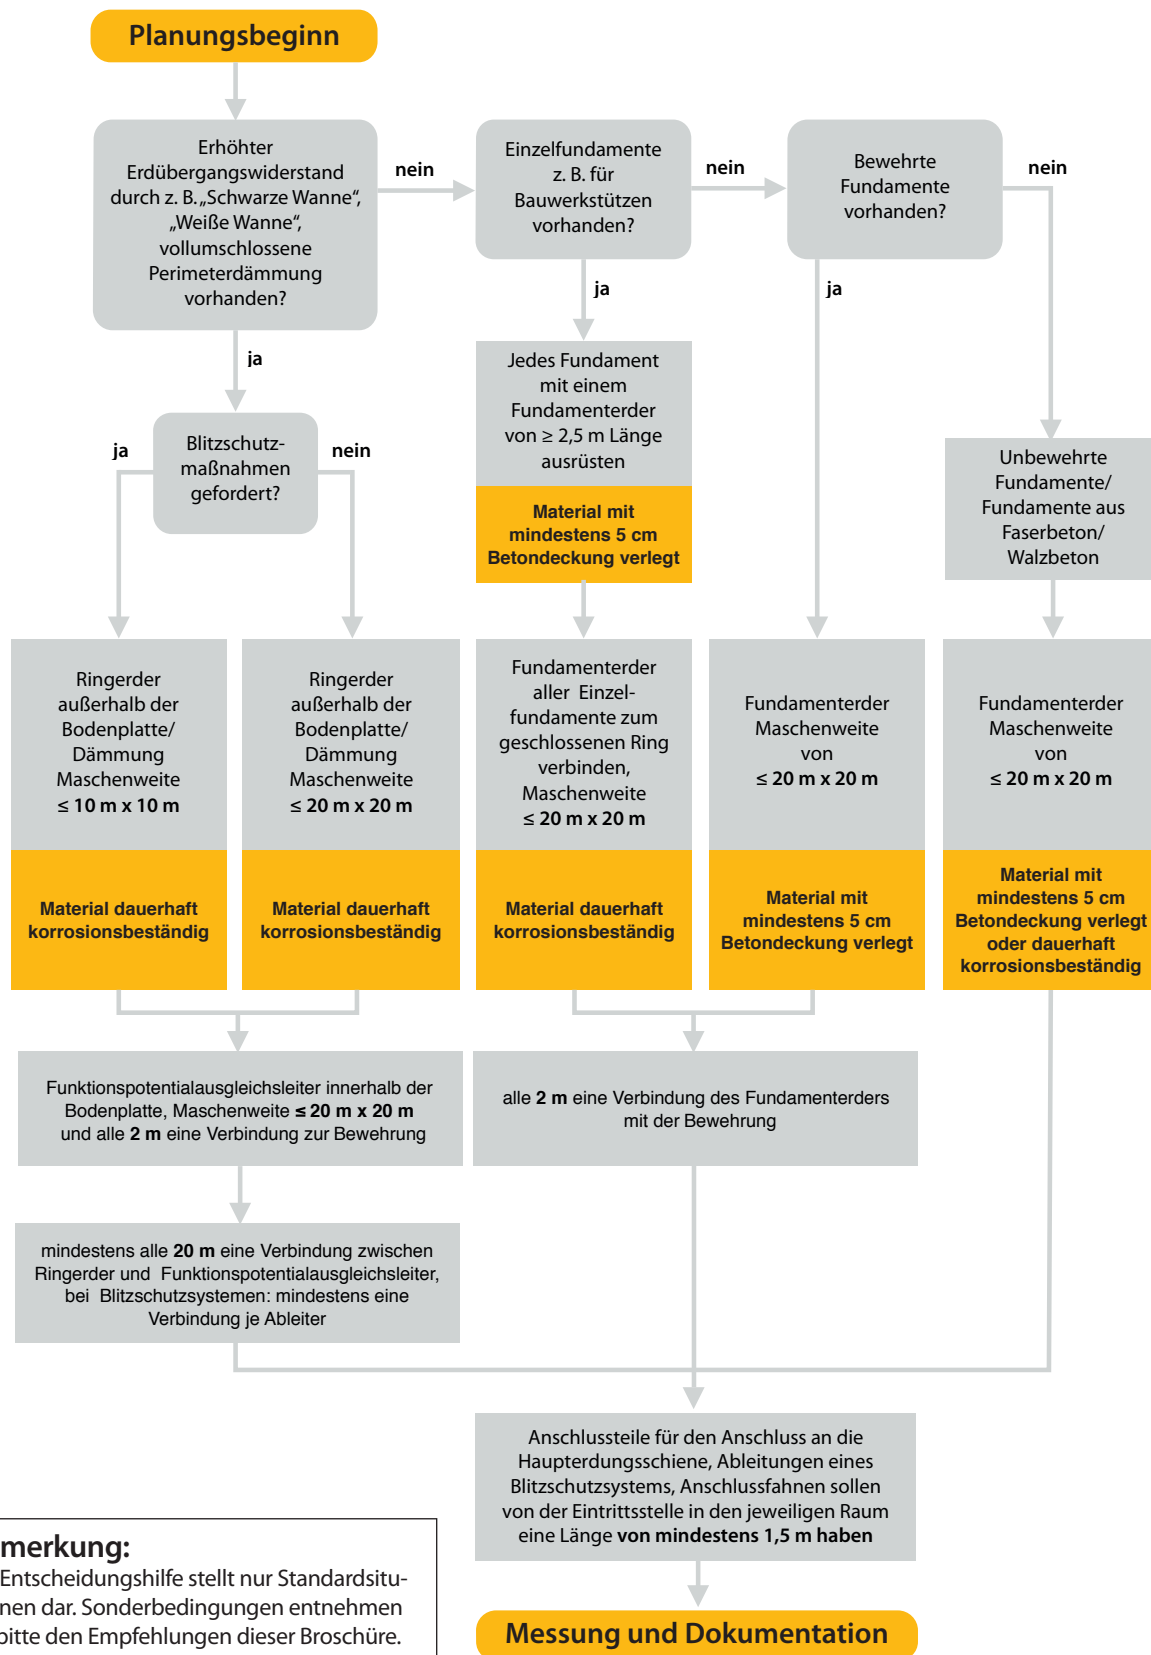 Planungsbeginn
Erhöhter
Erdübergangswiderstand
durch z. B. „Schwarze Wanne“,
„Weiße Wanne“,
vollumschlossene
Perimeterdämmung
vorhanden?
nein
Einzelfundamente
z. B. für
Bauwerkstützen
vorhanden?
nein
Bewehrte
Fundamente
vorhanden?
nein
ja
ja
ja
Jedes Fundament
mit einem
Fundamenterder
von ≥ 2,5 m Länge
ausrüsten
Material mit
mindestens 5 cm
Betondeckung verlegt
ja
Blitzschutz-
maßnahmen
gefordert?
nein
Unbewehrte
Fundamente/
Fundamente aus
Faserbeton/
Walzbeton
Ringerder
außerhalb der
Bodenplatte/
Dämmung
Maschenweite
≤ 10 m x 10 m
Material dauerhaft
korrosionsbeständig
Ringerder
außerhalb der
Bodenplatte/
Dämmung
Maschenweite
≤ 20 m x 20 m
Material dauerhaft
korrosionsbeständig
Fundamenterder
aller Einzel-
fundamente zum
geschlossenen Ring
verbinden,
Maschenweite
≤ 20 m x 20 m
Material dauerhaft
korrosionsbeständig
Fundamenterder
Maschenweite
von
≤ 20 m x 20 m
Material mit
mindestens 5 cm
Betondeckung verlegt
Fundamenterder
Maschenweite
von
≤ 20 m x 20 m
Material mit
mindestens 5 cm
Betondeckung verlegt
oder dauerhaft
korrosionsbeständig
Funktionspotentialausgleichsleiter innerhalb der
Bodenplatte, Maschenweite ≤ 20 m x 20 m
und alle 2 m eine Verbindung zur Bewehrung
alle 2 m eine Verbindung des Fundamenterders
mit der Bewehrung
mindestens alle 20 m eine Verbindung zwischen
Ringerder und Funktionspotentialausgleichsleiter,
bei Blitzschutzsystemen: mindestens eine
Verbindung je Ableiter
Anschlussteile für den Anschluss an die
Haupterdungsschiene, Ableitungen eines
Blitzschutzsystems, Anschlussfahnen sollen
von der Eintrittsstelle in den jeweiligen Raum
eine Länge von mindestens 1,5 m haben
merkung:
Entscheidungshilfe stellt nur Standardsitu-
nen dar. Sonderbedingungen entnehmen
bitte den Empfehlungen dieser Broschüre.
Messung und Dokumentation